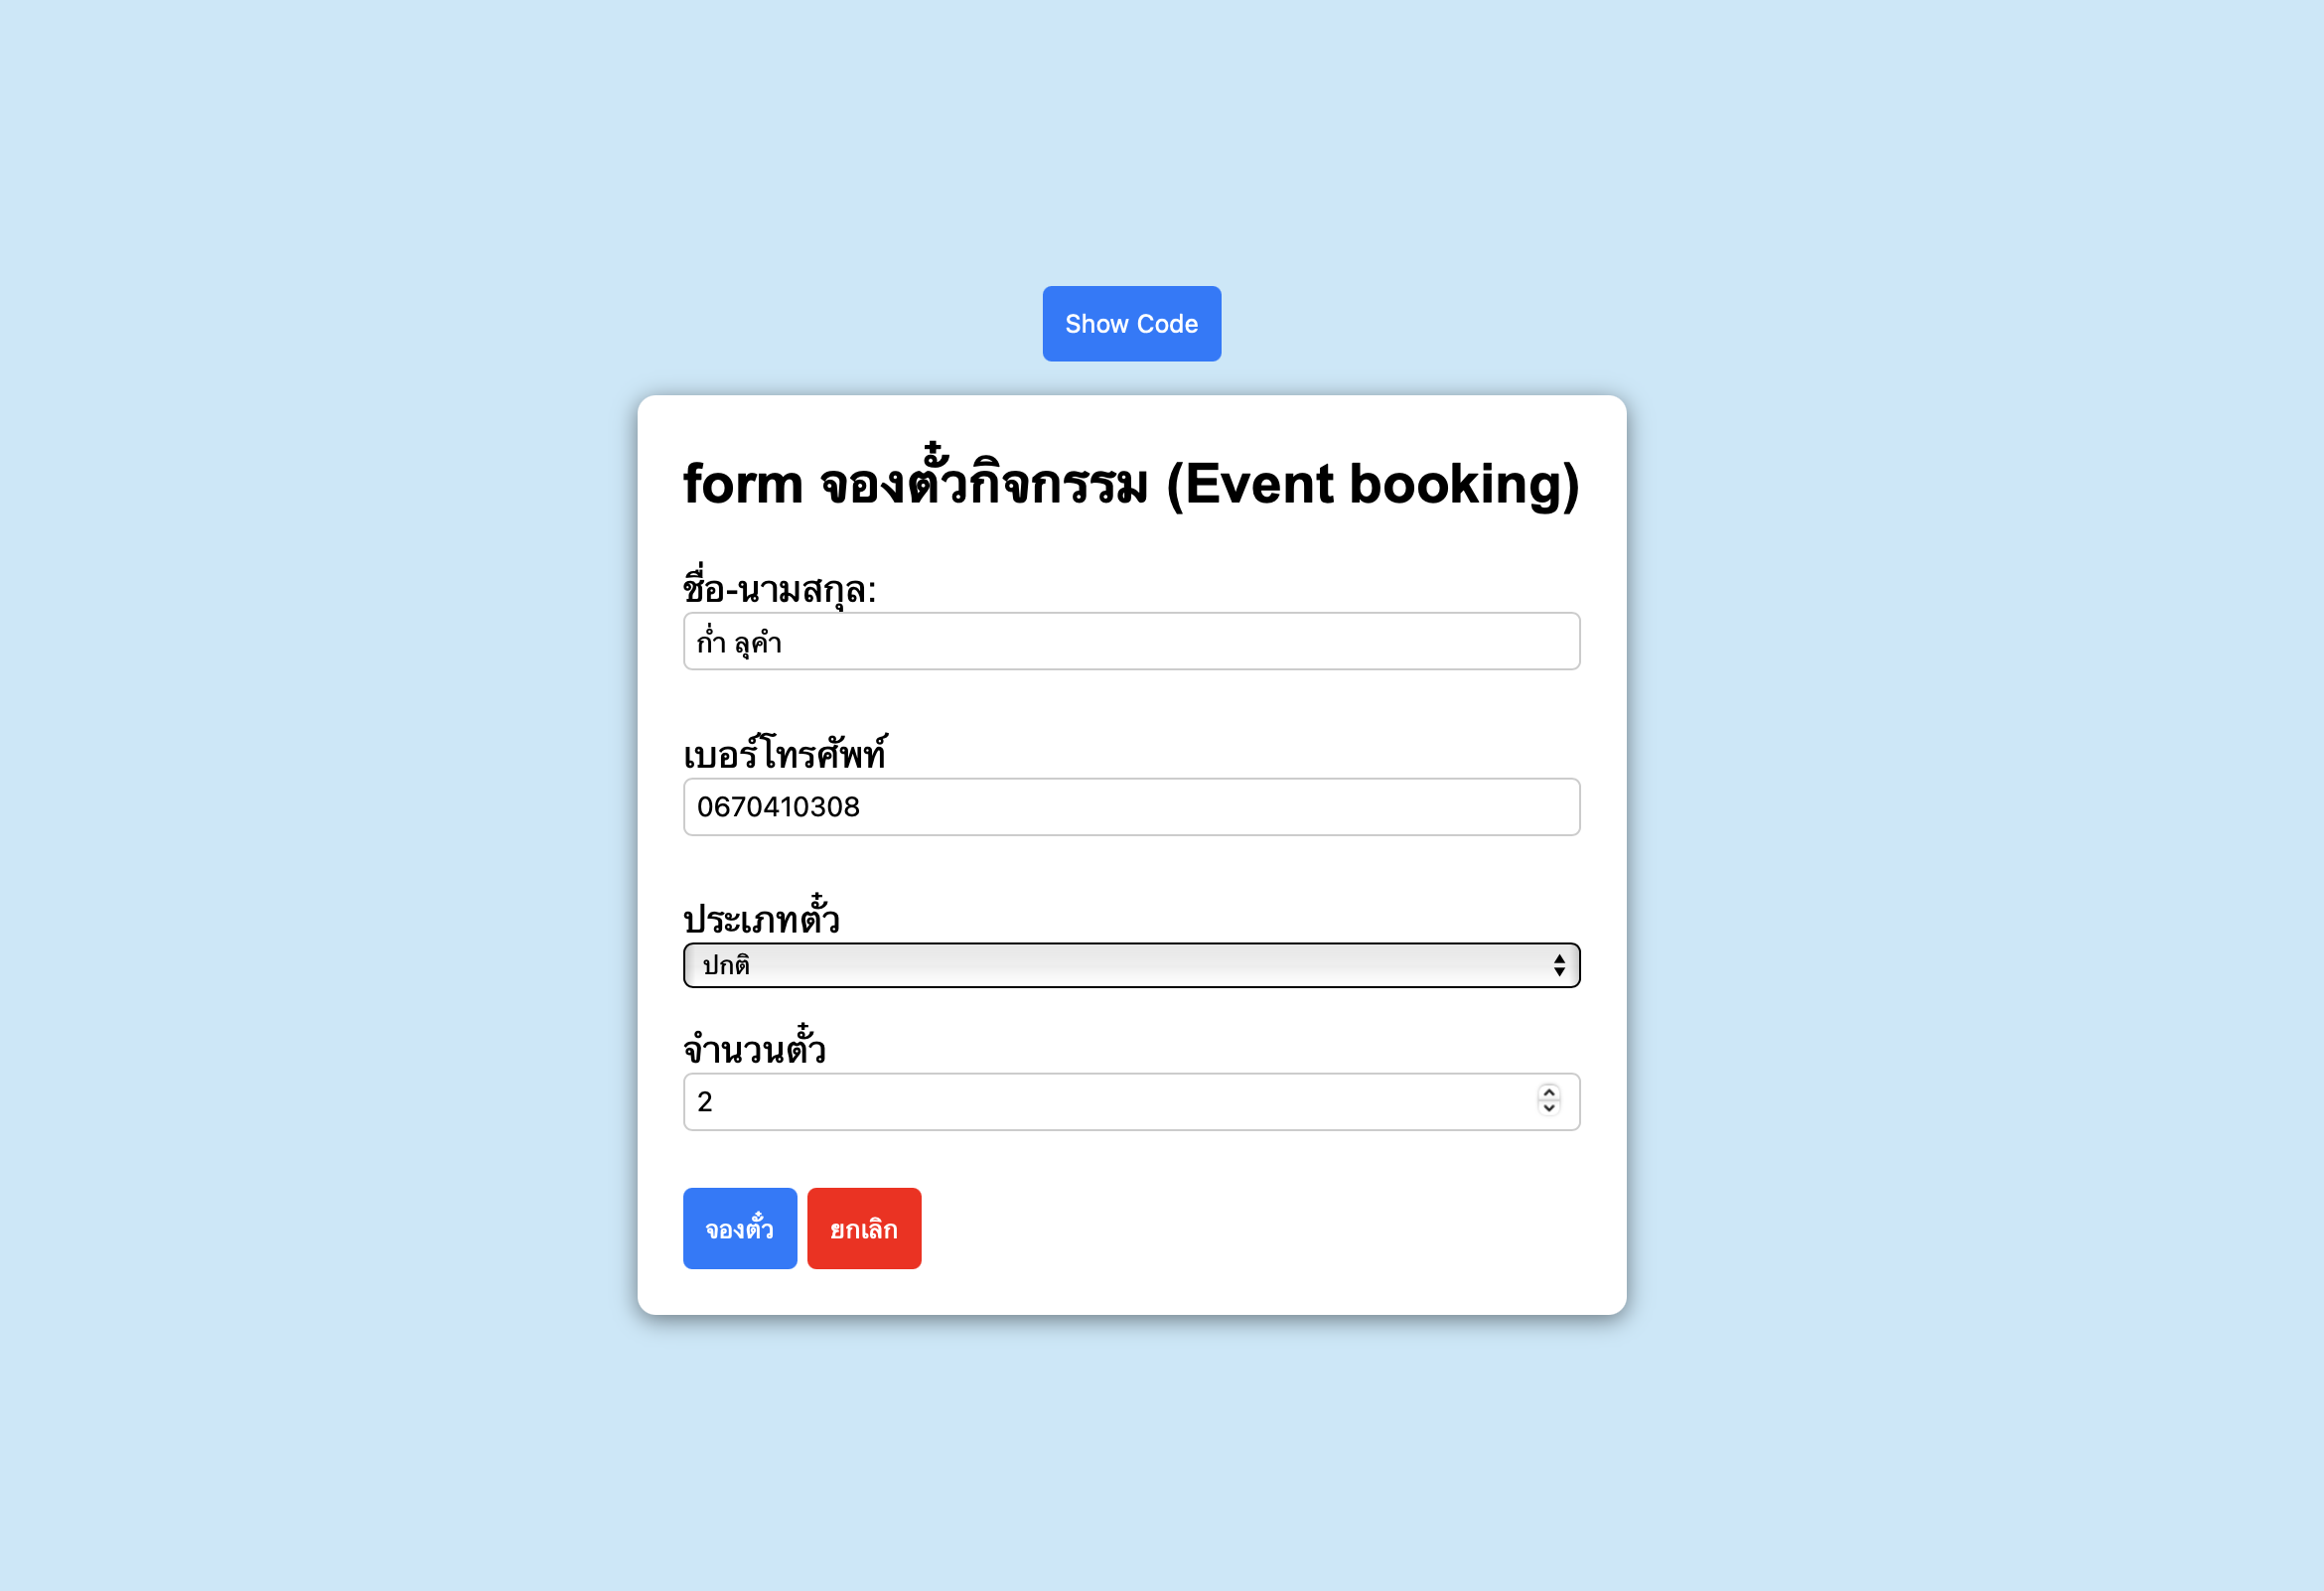 Show Code
form จองตั๋วกิจกรรม (Event booking)
ชื่อ-นามสกุล:
ก่ำ ลุคำ
เบอร์โทรศัพท์
0670410308
ประเภทตั๋ว
ปกติ
จำนวนตั๋ว
2
จองตั๋ว ยกเลิก